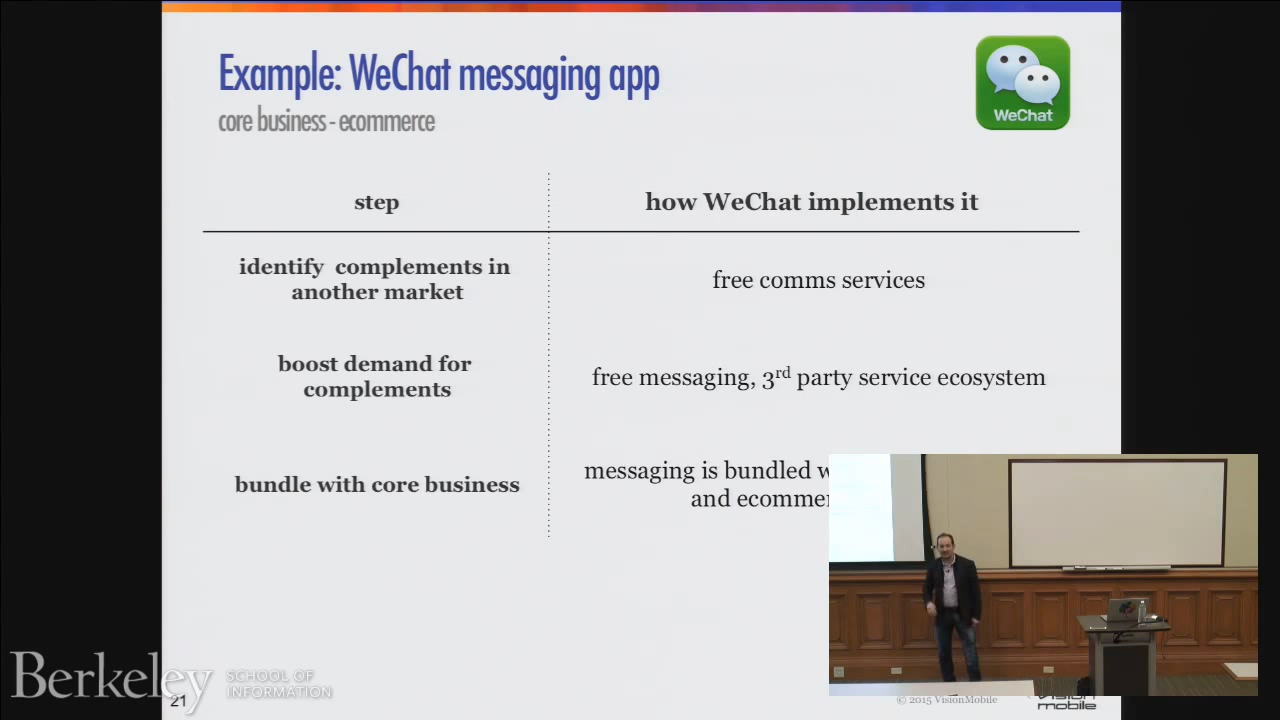 Example: WeChat messaging app
core business - ecommerce
WeChat
step
how WeChat implements it
identify complements in
another market
free comms services
boost demand for
complements
free messaging, 3rd party service ecosystem
bundle with core business
messaging is bundled
and ecommer
Berkeley
SCHOOL OF
INFORMATION
21
© 2015 VisionMobile
vision
mobile